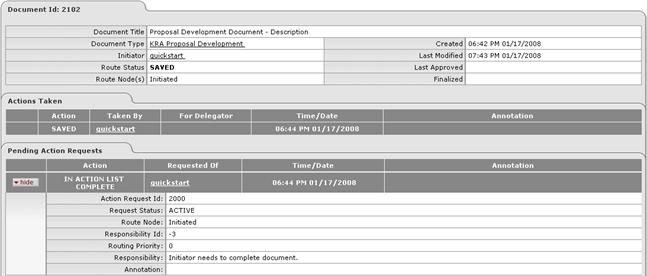 Document Id: 2102
Document Title Proposal Development Document - Description
Document Type KRA Proposal Development Created 06:42 PM 01/17/2008
Initiator quickstart Last Modified 07:43 PM 01/17/2008
Route Status SAVED Last Approved
Route Node(s) Initiated Finalized
Actions Taken
Action Taken By For Delegator Time/Date Annotation
SAVED quickstart 06:44 PM 01/17/2008
Pending Action Requests
Action Requested Of Time/Date Annotation
hide IN ACTION LIST COMPLETE quickstart 06:44 PM 01/17/2008
Action Request Id: 2000
Request Status: ACTIVE
Route Node: Initiated
Responsibility Id: -3
Routing Priority: 0
Responsibility: Initiator needs to complete document.
Annotation: